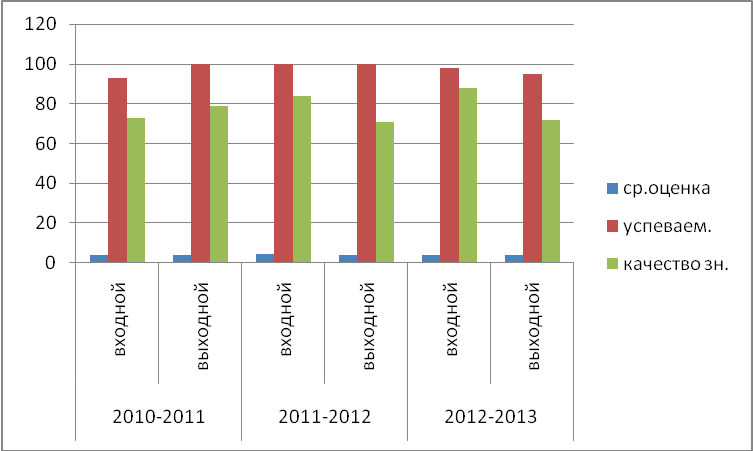 120
100
80
60
40
20
0
входной
выходной
входной
выходной
входной
выходной
2010-2011
2011-2012
2012-2013
ср.оценка
успеваем.
качество зн.